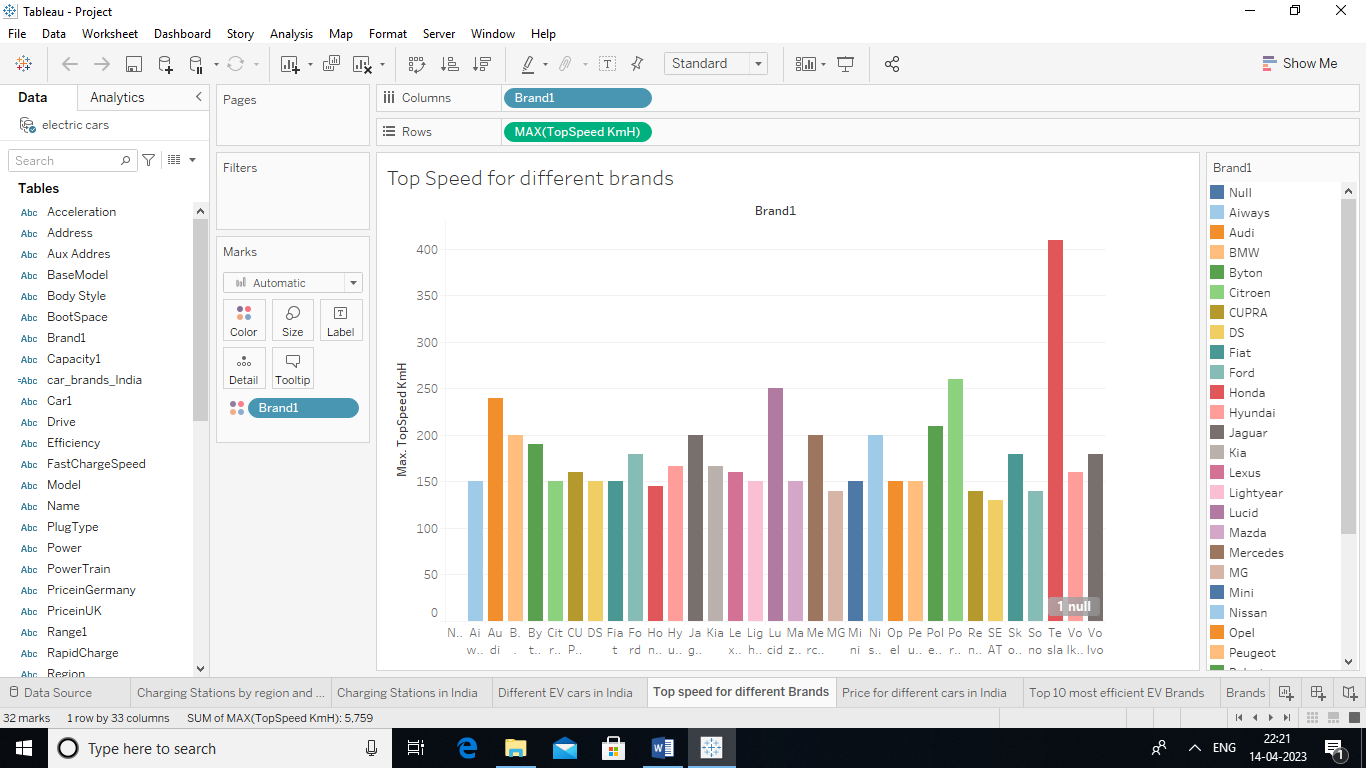 Tableau - Project
File Data Worksheet Dashboard Story Analysis Map Format Server Window Help
Standard
Show Me
Data Analytics
electric cars
Search
Tables
Abc Acceleration
Abc Address
Abc Aux Addres
Abc BaseModel
Abc Body Style
Abc BootSpace
Abc Brand1
Abc Capacity1
=Abc car_brands_India
Abc Car1
Abc Drive
Abc Efficiency
Abc FastChargeSpeed
Abc Model
Abc Name
Abc PlugType
Abc Power
Abc PowerTrain
Abc PriceinGermany
Abc PriceinUK
Abc Range1
Abc RapidCharge
Abc Region
Pages
Filters
Marks
Automatic
Color Size Label
Detail Tooltip
Brand1
Columns Brand1
Rows MAX(TopSpeed KmH)
Top Speed for different brands
Brand1
Max. TopSpeed KmH
400
350
300
250
200
150
100
50
0
1 null
N.. Ai Au B. By Cit CU DS Fia Fo Ho Hy Ja Kia Le Lig Lu Ma Me MG Mi Ni Op Pe Pol Po Re SE Sk So Te Vo Vo
w.. di . t.. r.. P.. t rd n.. u.. g.. x.. h.. cid z.. rc.. ni s.. el u.. e.. r.. n.. AT o.. no sla lk.. lvo
Brand1
Null
Aiways
Audi
BMW
Byton
Citroen
CUPRA
DS
Fiat
Ford
Honda
Hyundai
Jaguar
Kia
Lexus
Lightyear
Lucid
Mazda
Mercedes
MG
Mini
Nissan
Opel
Peugeot
Data Source Charging Stations by region and ... Charging Stations in India Different EV cars in India Top speed for different Brands Price for different cars in India Top 10 most efficient EV Brands Brands
32 marks 1 row by 33 columns SUM of MAX(TopSpeed KmH): 5,759
Type here to search
ENG
22:21
14-04-2023
1